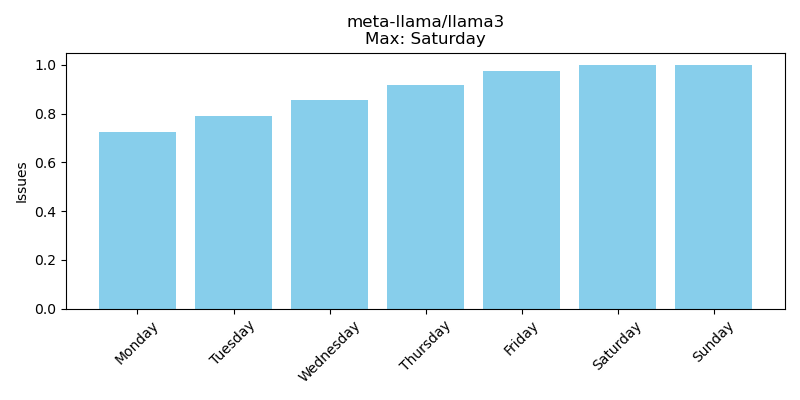 meta-llama/llama3
Max: Saturday
1.0
0.8
0.6
0.4
0.2
0.0
Issues
Monday
Tuesday
Wednesday
Thursday
Friday
Saturday
Sunday